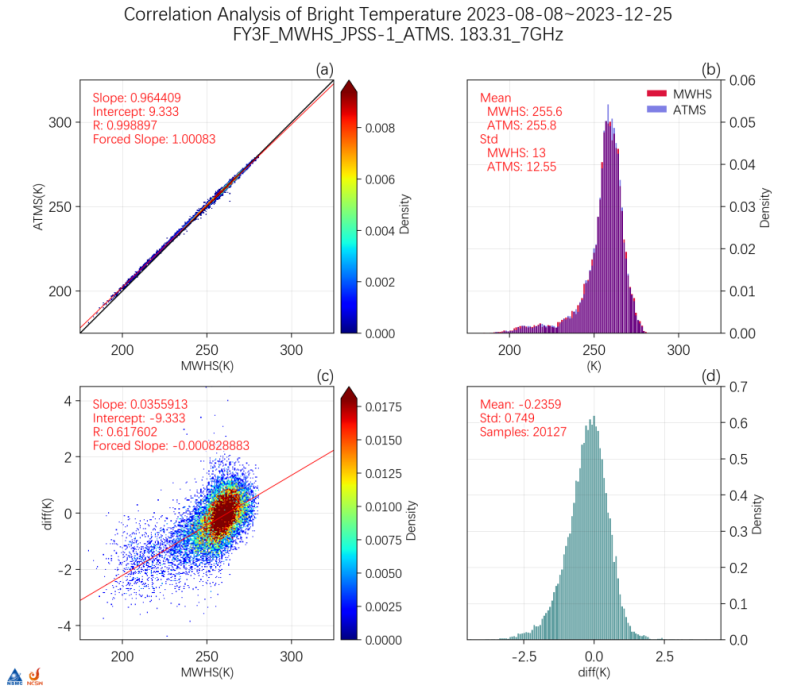 Correlation Analysis of Bright Temperature 2023-08-08~2023-12-25
FY3F_MWHS_JPSS-1_ATMS. 183.31_7GHz
(a)
Slope: 0.964409
Intercept: 9.333
R: 0.998897
Forced Slope: 1.00083
300
250
200
ATMS(K)
200 250 300
MWHS(K)
0.008
0.006
0.004
0.002
0.000
Density
(b)
Mean
MWHS: 255.6
ATMS: 255.8
Std
MWHS: 13
ATMS: 12.55
MWHS
ATMS
0.06
0.05
0.04
0.03
0.02
0.01
0.00
Density
200 250 300
(K)
(c)
Slope: 0.0355913
Intercept: -9.333
R: 0.617602
Forced Slope: -0.000828883
4
2
0
-2
-4
diff(K)
200 250 300
MWHS(K)
0.0175
0.0150
0.0125
0.0100
0.0075
0.0050
0.0025
0.0000
Density
(d)
Mean: -0.2359
Std: 0.749
Samples: 20127
0.7
0.6
0.5
0.4
0.3
0.2
0.1
0.0
Density
-2.5 0.0 2.5
diff(K)
NSMC NCSM